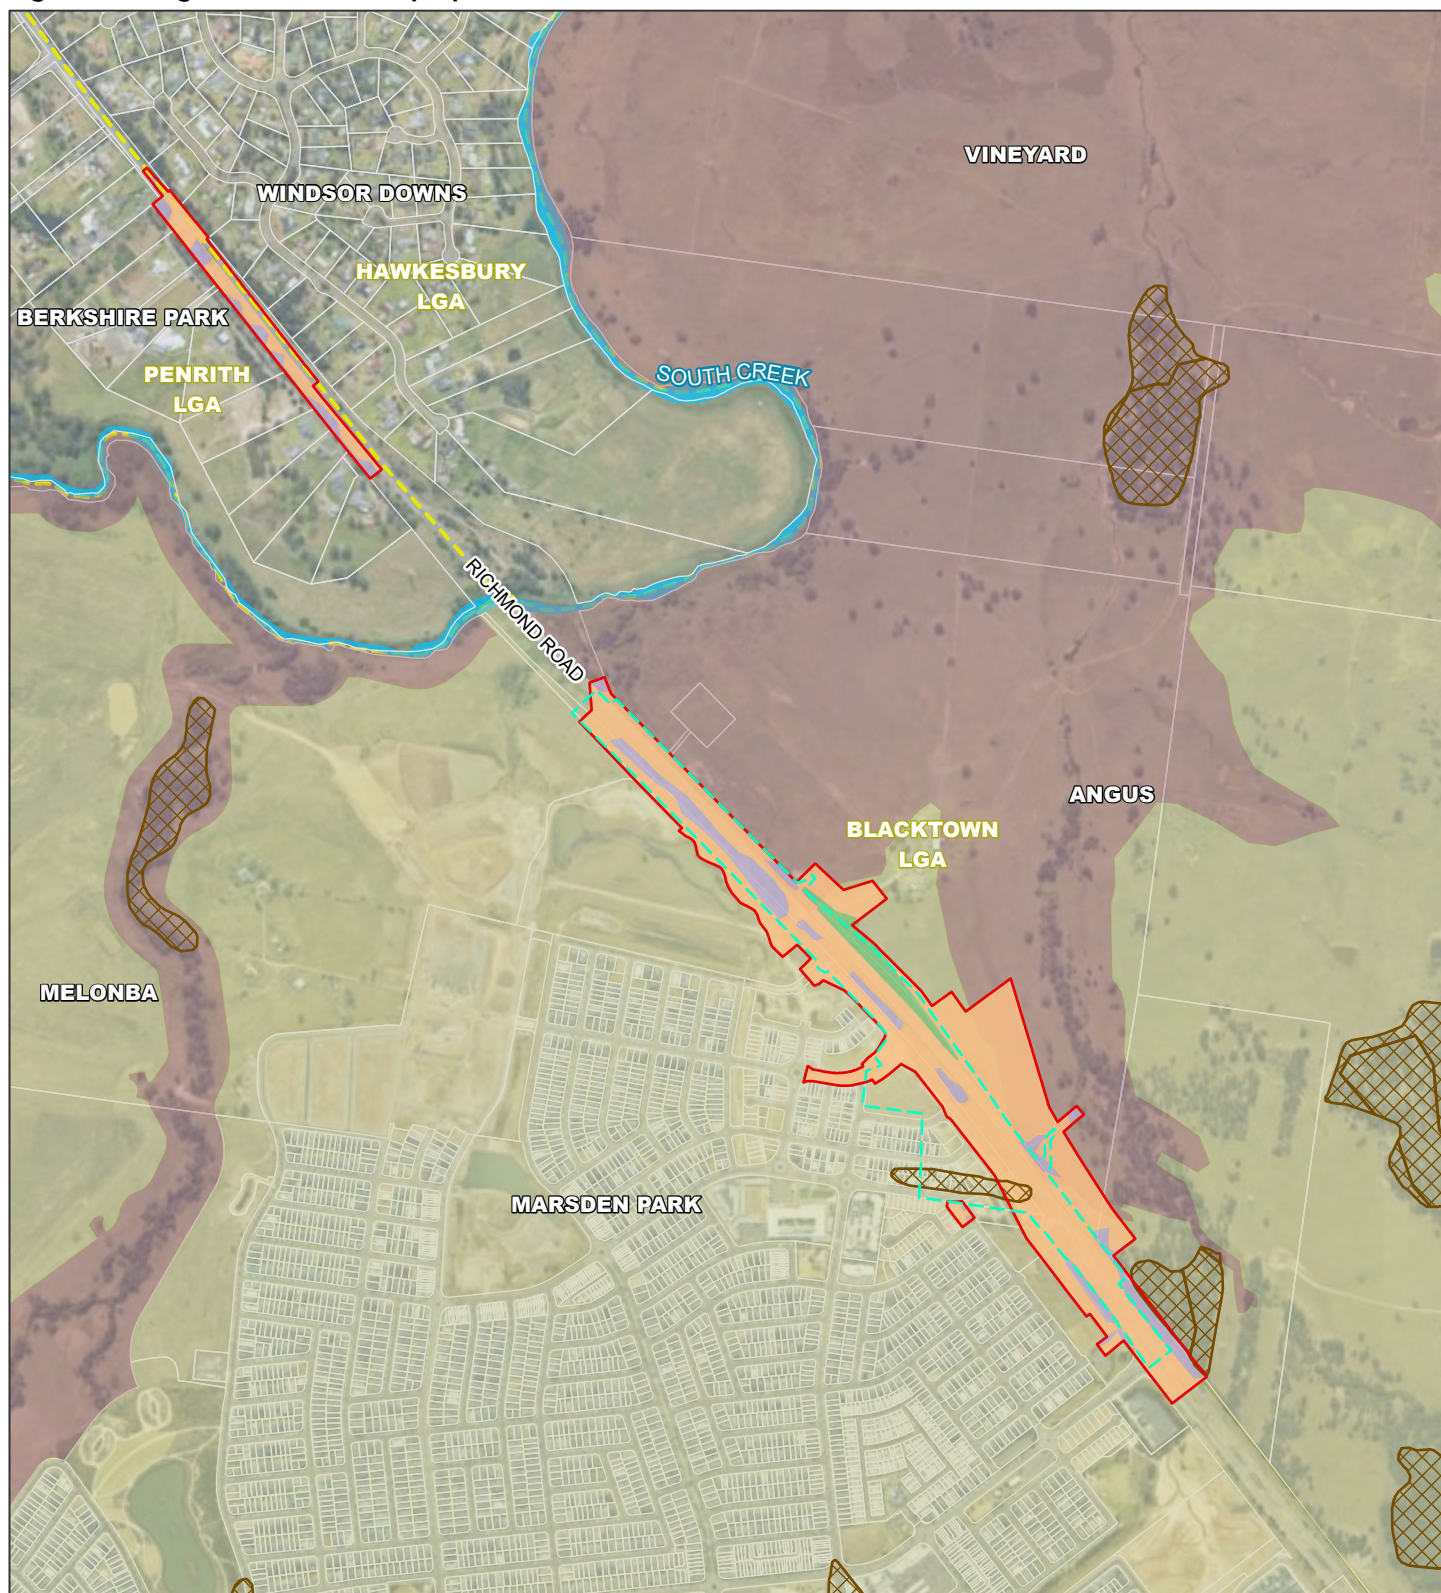 VINEYARD
WINDSOR DOWNS
HAWKESBURY
LGA
BERKSHIRE PARK
PENRITH
LGA
SOUTH CREEK
RICHMOND ROAD
ANGUS
BLACKTOWN
LGA
MELONBA
MARSDEN PARK